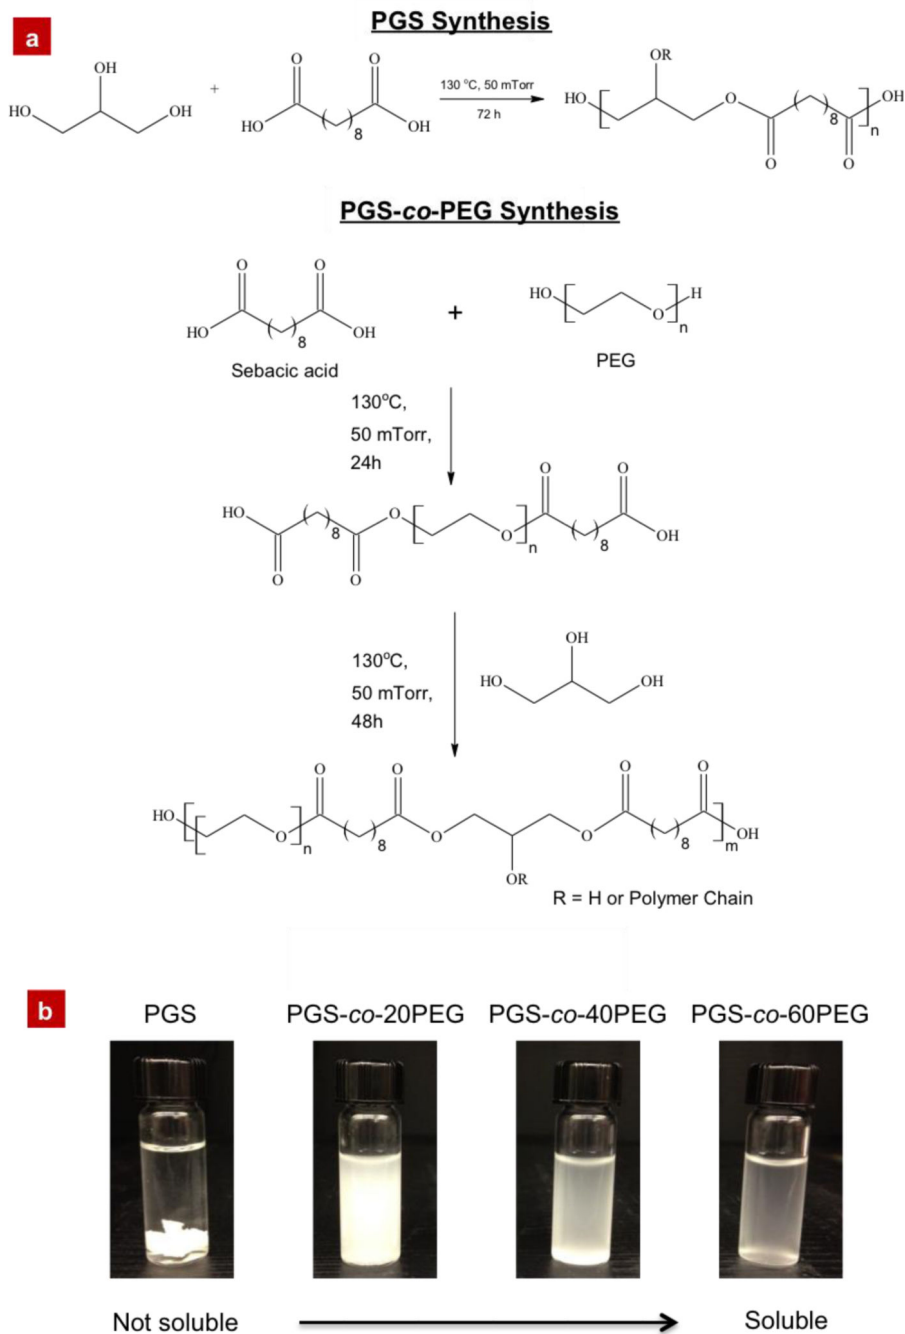 a
PGS Synthesis
HO
OH
OH
+
O
O
HO
8
OH
130 °C, 50 mTorr
72 h
HO
OR
O
O
8
O
n
OH
PGS-co-PEG Synthesis
O
O
HO
8
OH
Sebacic acid
+
HO
O
H
n
PEG
130°C,
50 mTorr,
24h
HO
O
8
O
O
O
n
O
8
O
OH
130°C,
50 mTorr,
48h
HO
OH
OH
HO
O
n
O
8
O
O
OR
O
O
8
O
m
OH
R = H or Polymer Chain
b
PGS
PGS-co-20PEG
PGS-co-40PEG
PGS-co-60PEG
Not soluble
Soluble